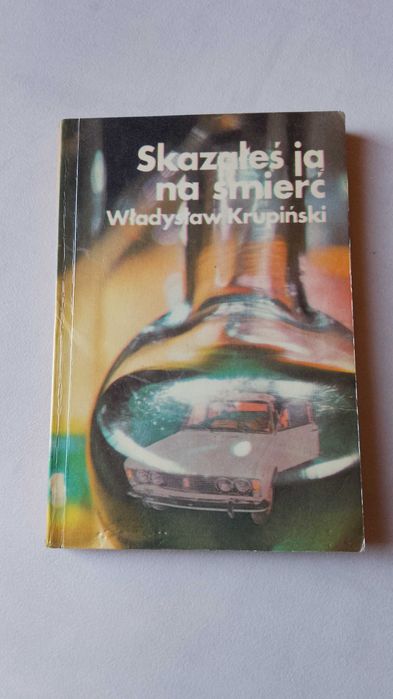 Skazałeś ją
na śmierć
Władysław Krupiński